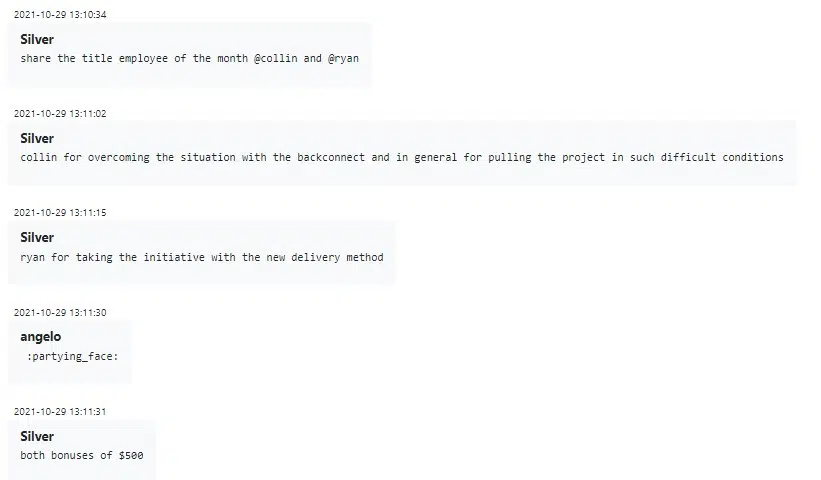 2021-10-29 13:10:34
Silver
share the title employee of the month @collin and @ryan
2021-10-29 13:11:02
Silver
collin for overcoming the situation with the backconnect and in general for pulling the project in such difficult conditions
2021-10-29 13:11:15
Silver
ryan for taking the initiative with the new delivery method
2021-10-29 13:11:30
angelo
:partying_face:
2021-10-29 13:11:31
Silver
both bonuses of $500